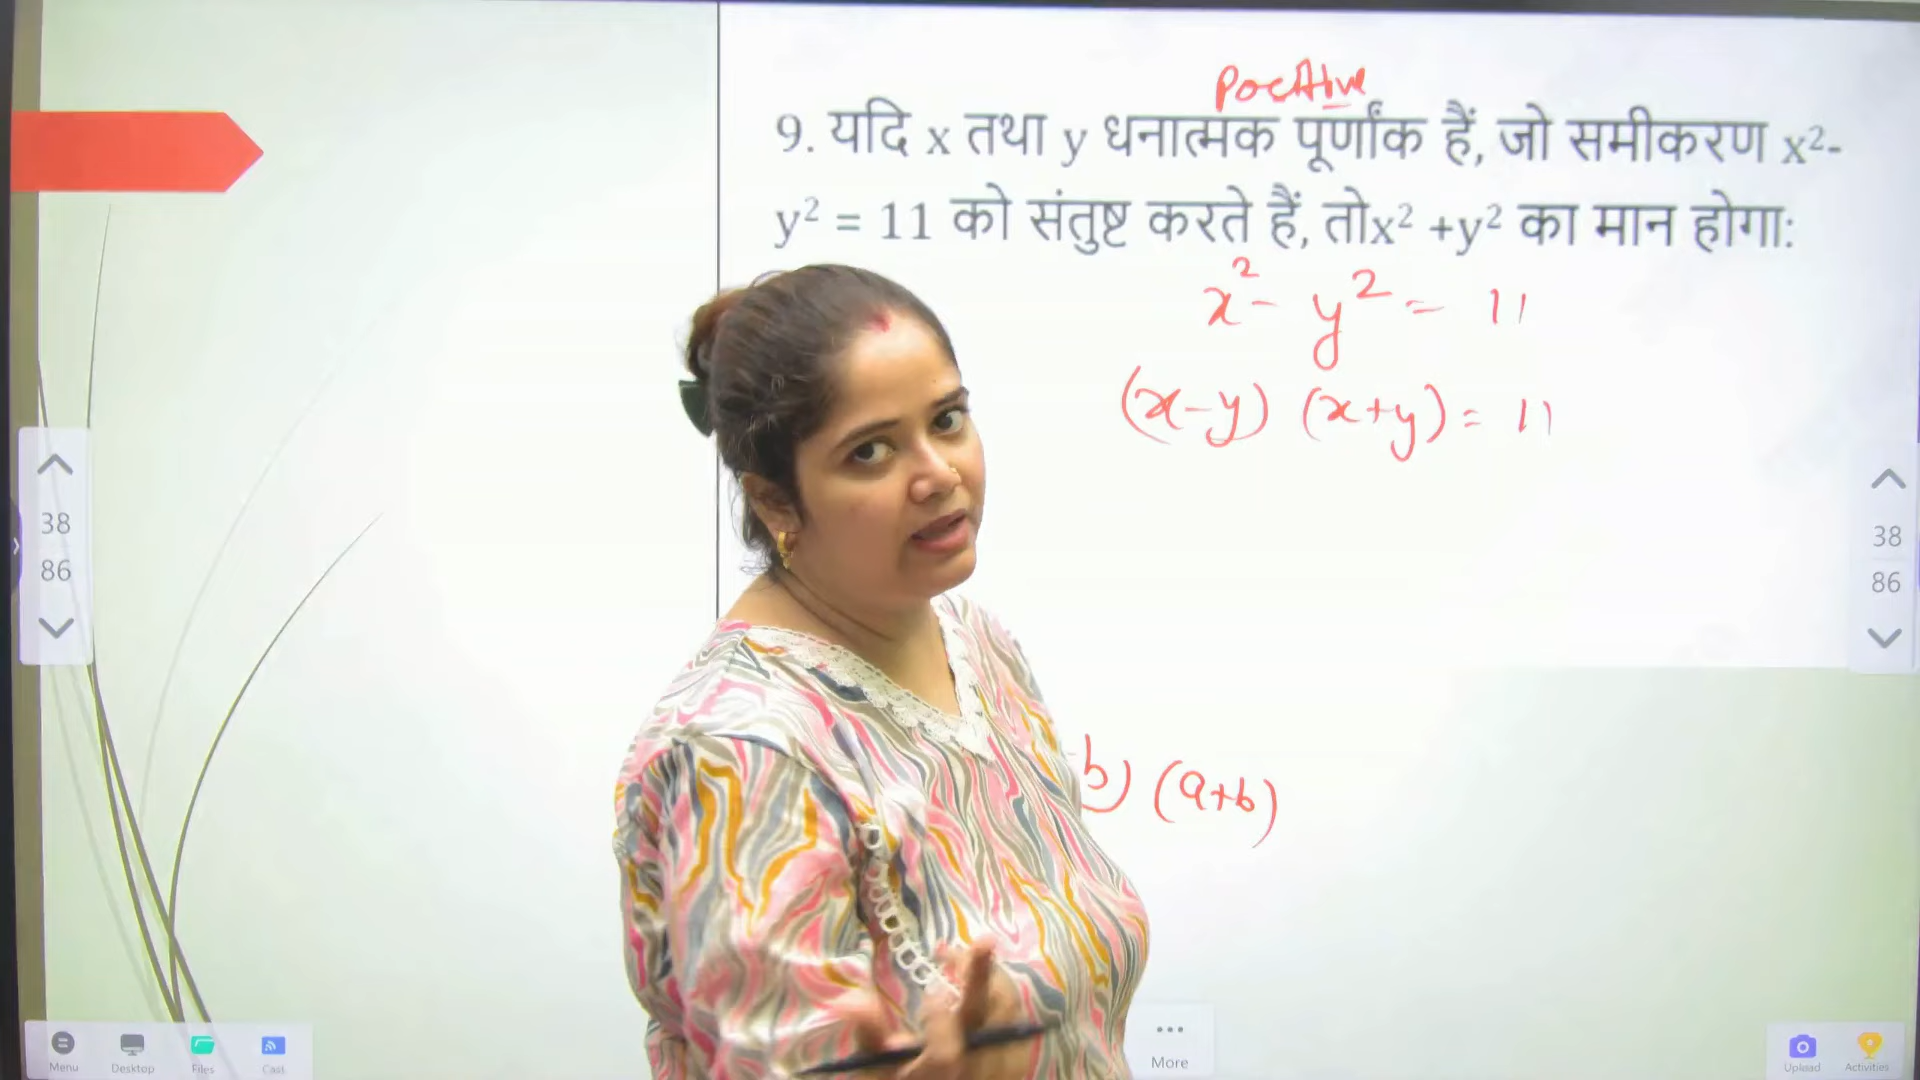 Pocitive
9. यदि x तथा y धनात्मक पूर्णांक हैं, जो समीकरण x²-
y² = 11 को संतुष्ट करते हैं, तोx² +y² का मान होगा:
x² - y² = 11
(x-y) (x+y) = 11
b) (a+b)
38
86
38
86
Menu Desktop Files Cast
More
Upload Activities